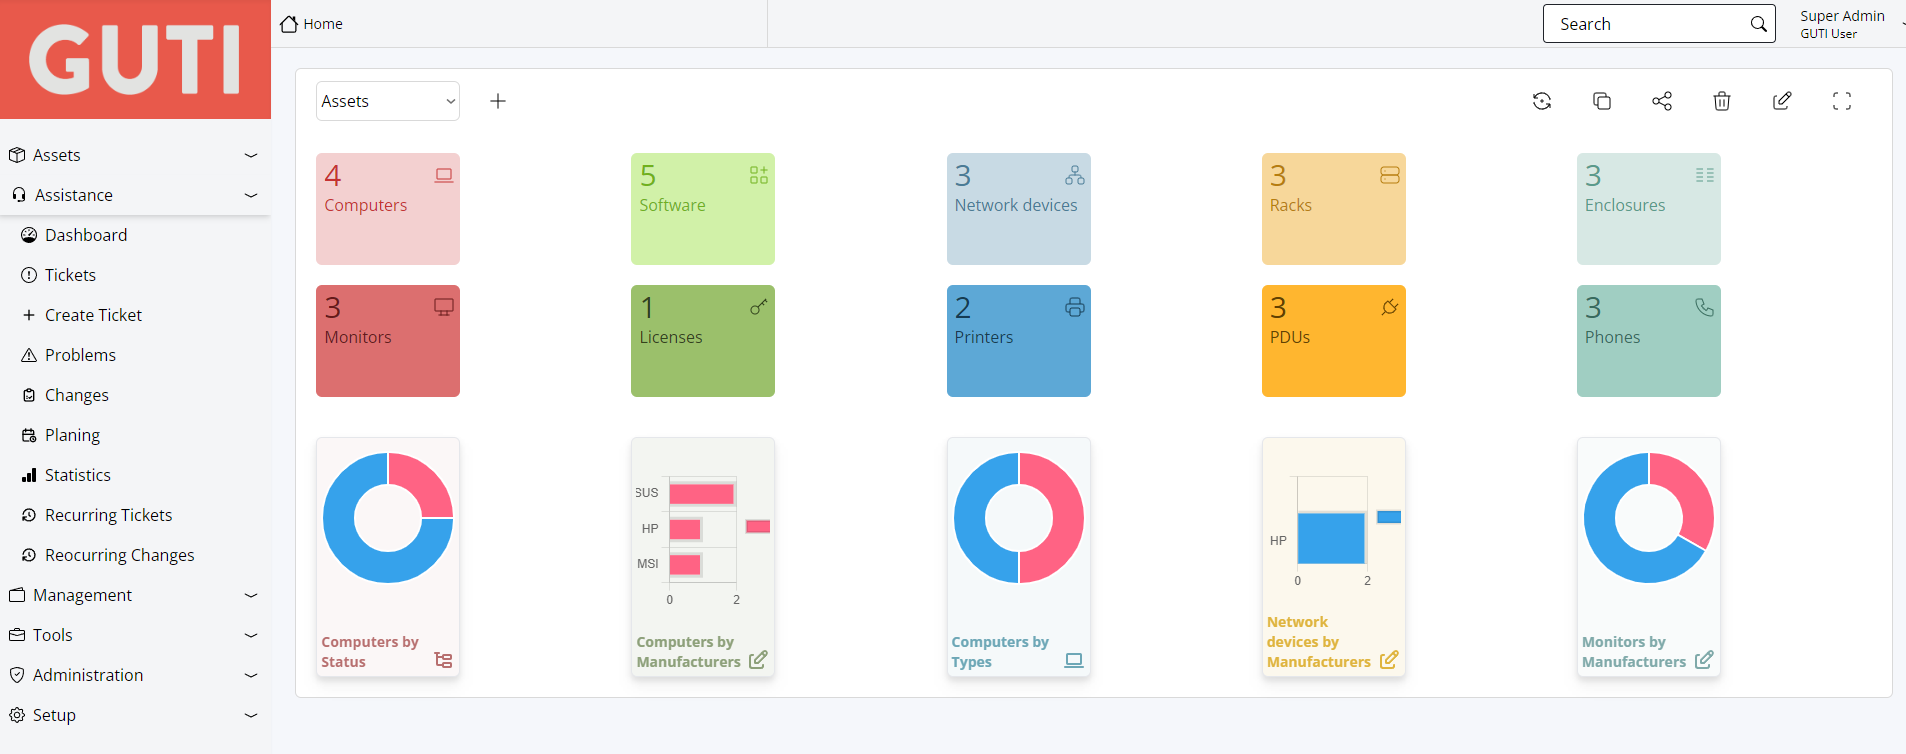 GUTI
Home
Search
Super Admin
GUTI User
Assets
Assistance
Dashboard
Tickets
Create Ticket
Problems
Changes
Planing
Statistics
Recurring Tickets
Reocurring Changes
Management
Tools
Administration
Setup
Assets
4
Computers
5
Software
3
Network devices
3
Racks
3
Enclosures
3
Monitors
1
Licenses
2
Printers
3
PDUs
3
Phones
Computers by
Status
SUS
HP
MSI
0 2
Computers by
Manufacturers
Computers by
Types
HP
0 2
Network
devices by
Manufacturers
Monitors by
Manufacturers